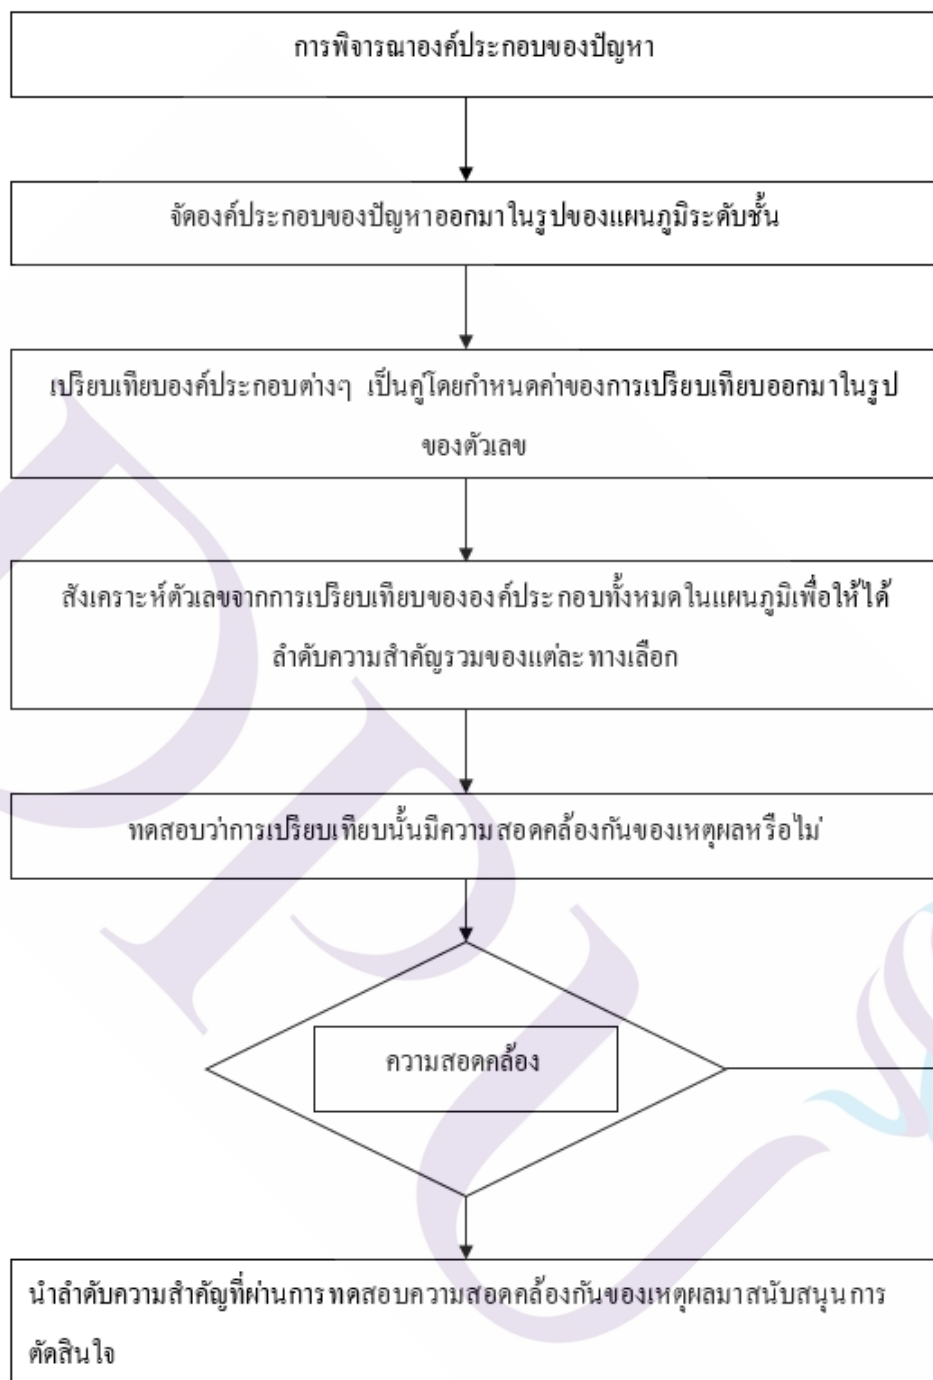 การพิจารณาองค์ประกอบของปัญหา
จัดองค์ประกอบของปัญหาออกมาในรูปของแผนภูมิระดับชั้น
เปรียบเทียบองค์ประกอบต่างๆ เป็นคู่โดยกำหนดค่าของการเปรียบเทียบออกมาในรูป
ของตัวเลข
สังเคราะห์ตัวเลขจากการเปรียบเทียบขององค์ประกอบทั้งหมดในแผนภูมิเพื่อให้ได้
ลำดับความสำคัญรวมของแต่ละทางเลือก
ทดสอบว่าการเปรียบเทียบนั้นมีความสอดคล้องกันของเหตุผลหรือไม่
ความสอดคล้อง
นำลำดับความสำคัญที่ผ่านการทดสอบความสอดคล้องกันของเหตุผลมาสนับสนุนการ
ตัดสินใจ
DPU